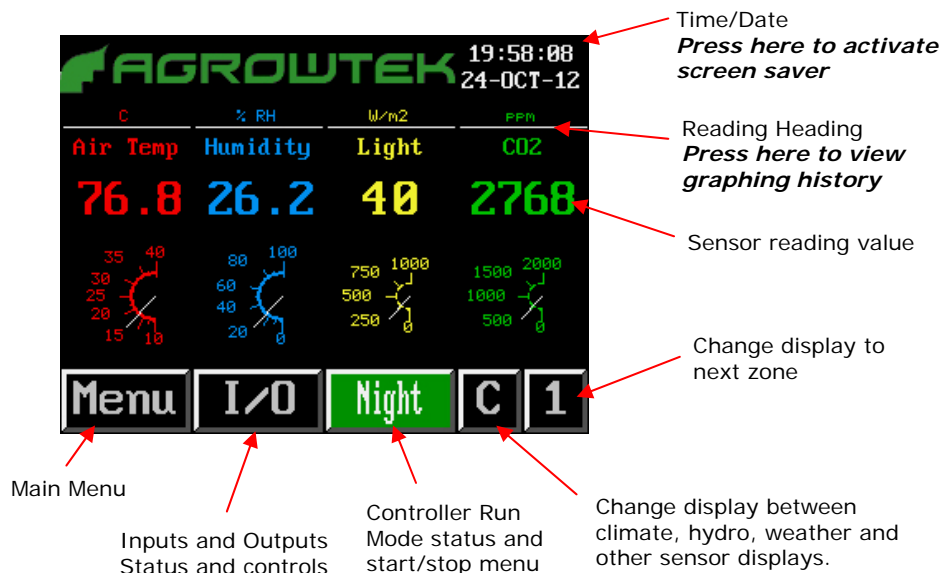 Time/Date
Press here to activate
screen saver
AGROWTEK
19:58:08
24-OCT-12
C % RH W/m2 PPM
Air Temp Humidity Light CO2
Reading Heading
Press here to view
graphing history
76.8 26.2 40 2768
Sensor reading value
35 40 30 25 20 15 10
80 100 60 40 20 0
750 1000 500 250 0
1500 2000 1000 500 0
Change display to
next zone
Menu I/O Night C 1
Main Menu
Inputs and Outputs
Status and controls
Controller Run
Mode status and
start/stop menu
Change display between
climate, hydro, weather and
other sensor displays.